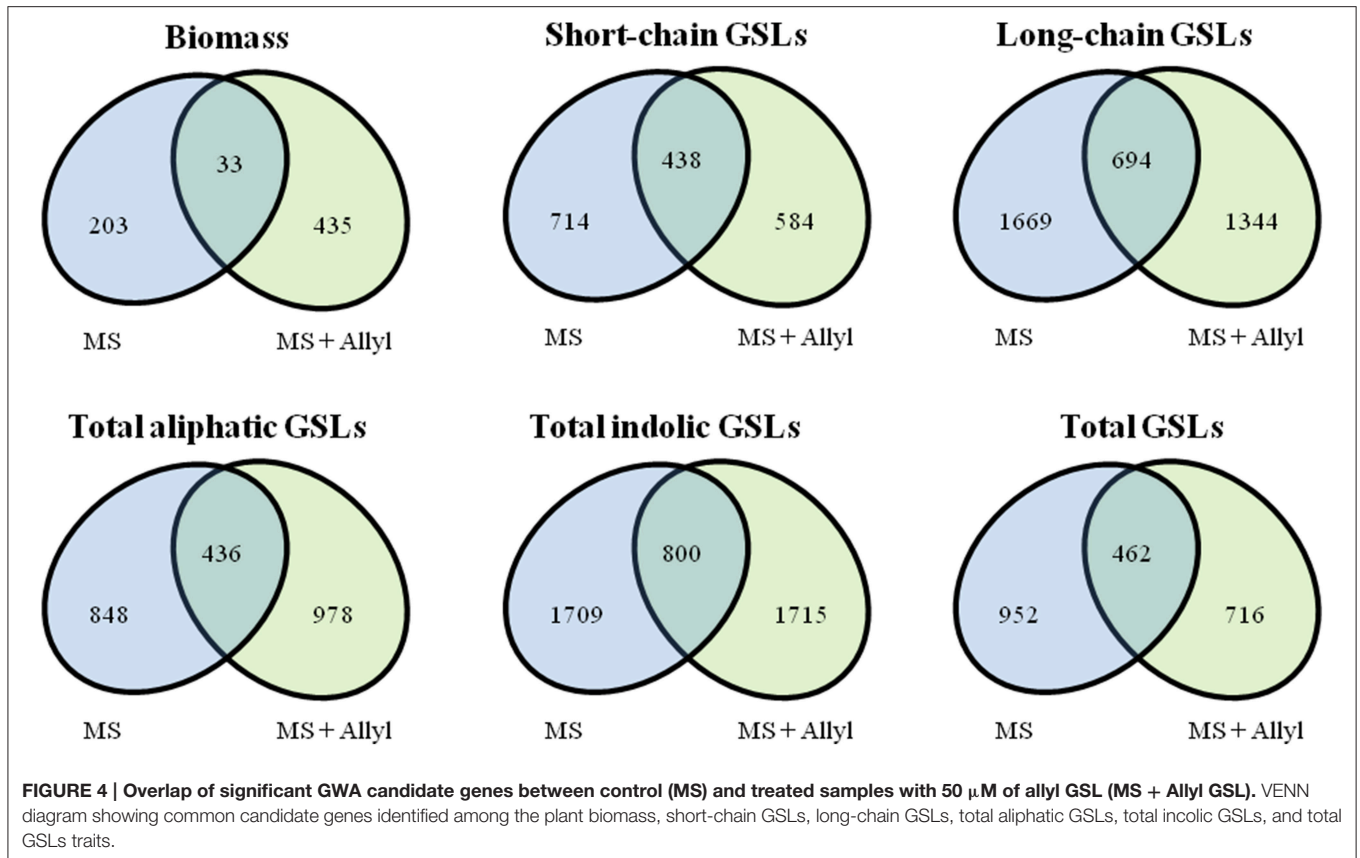 Biomass
Short-chain GSLs
Long-chain GSLs
203
33
435
714
438
584
1669
694
1344
MS
MS + Allyl
MS
MS + Allyl
MS
MS + Allyl
Total aliphatic GSLs
Total indolic GSLs
Total GSLs
848
436
978
1709
800
1715
952
462
716
MS
MS + Allyl
MS
MS + Allyl
MS
MS + Allyl
FIGURE 4 | Overlap of significant GWA candidate genes between control (MS) and treated samples with 50 μM of allyl GSL (MS + Allyl GSL). VENN
diagram showing common candidate genes identified among the plant biomass, short-chain GSLs, long-chain GSLs, total aliphatic GSLs, total incolic GSLs, and total
GSLs traits.